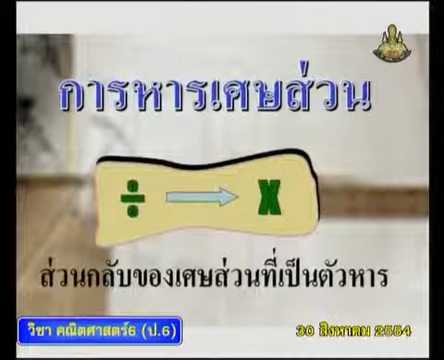 การหารเศษส่วน
÷ → X
ส่วนกลับของเศษส่วนที่เป็นตัวหาร
วิชา คณิตศาสตร์6 (ป.6)
30 สิงหาคม 2554